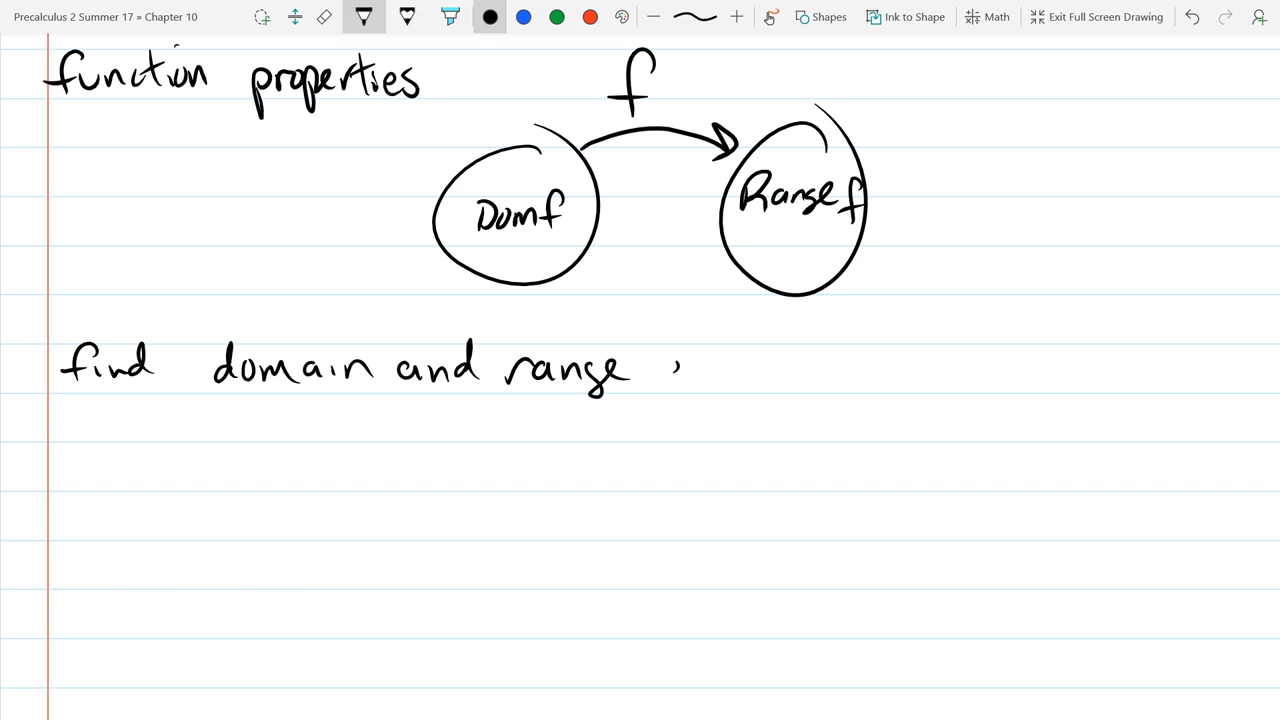 Precalculus 2 Summer 17 » Chapter 10
Shapes
Ink to Shape
Math
Exit Full Screen Drawing
function properties
f
Domf
Range f
find domain and range ,